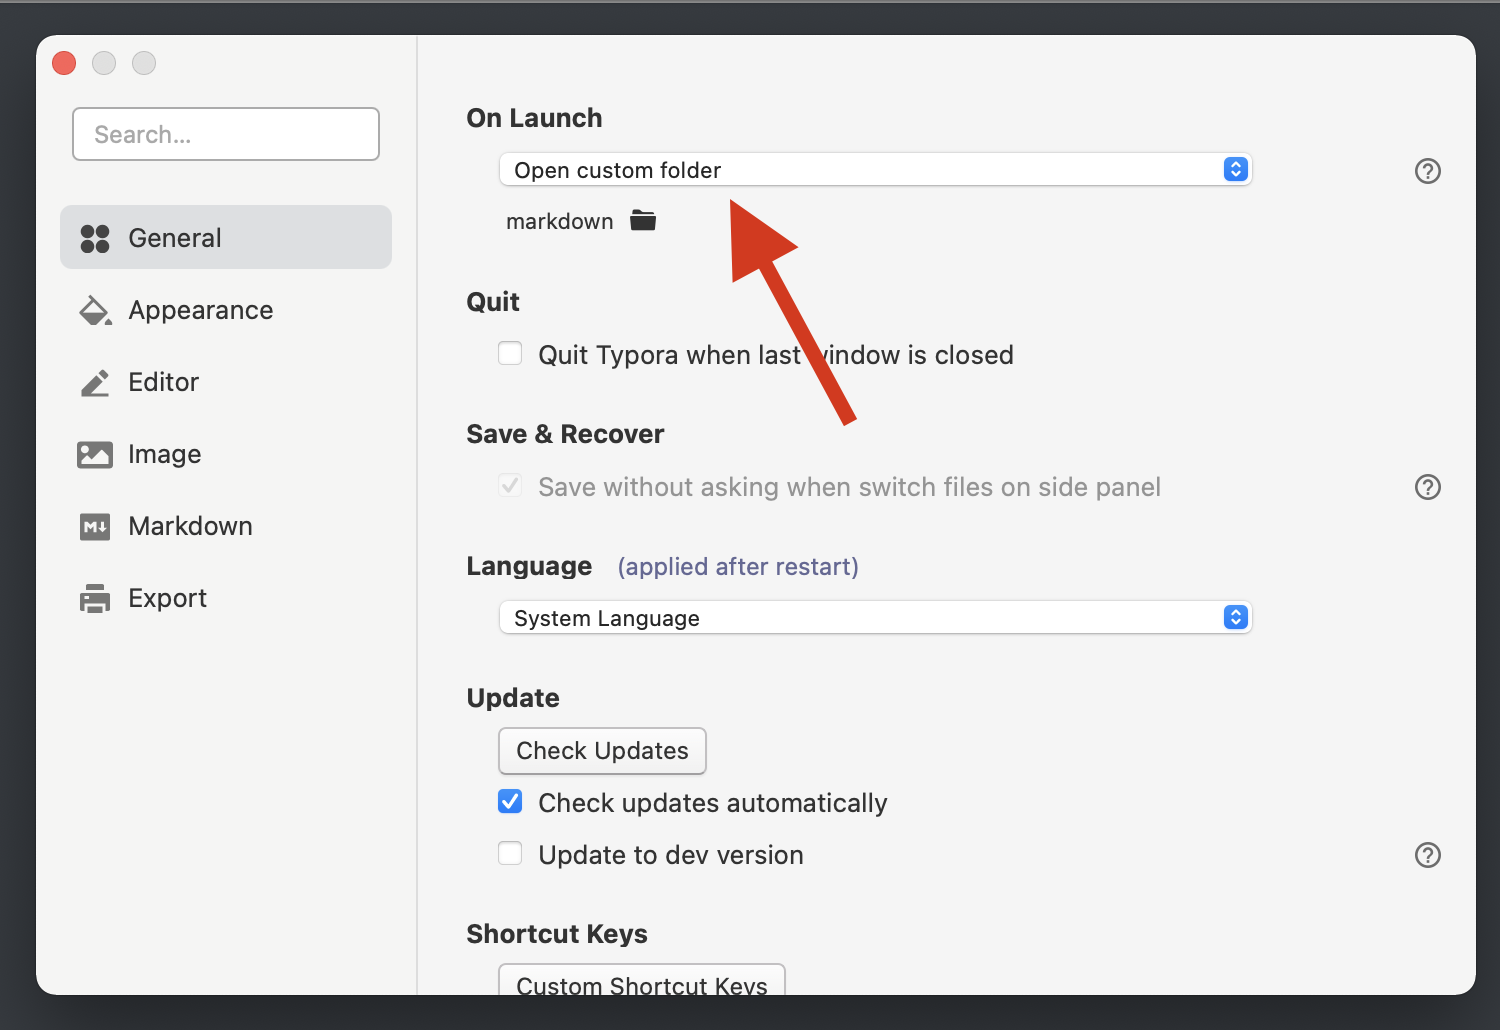 Search...
General
Appearance
Editor
Image
Markdown
Export
On Launch
Open custom folder
markdown
Quit
Quit Typora when last window is closed
Save & Recover
Save without asking when switch files on side panel
Language (applied after restart)
System Language
Update
Check Updates
Check updates automatically
Update to dev version
Shortcut Keys
Custom Shortcut Keys